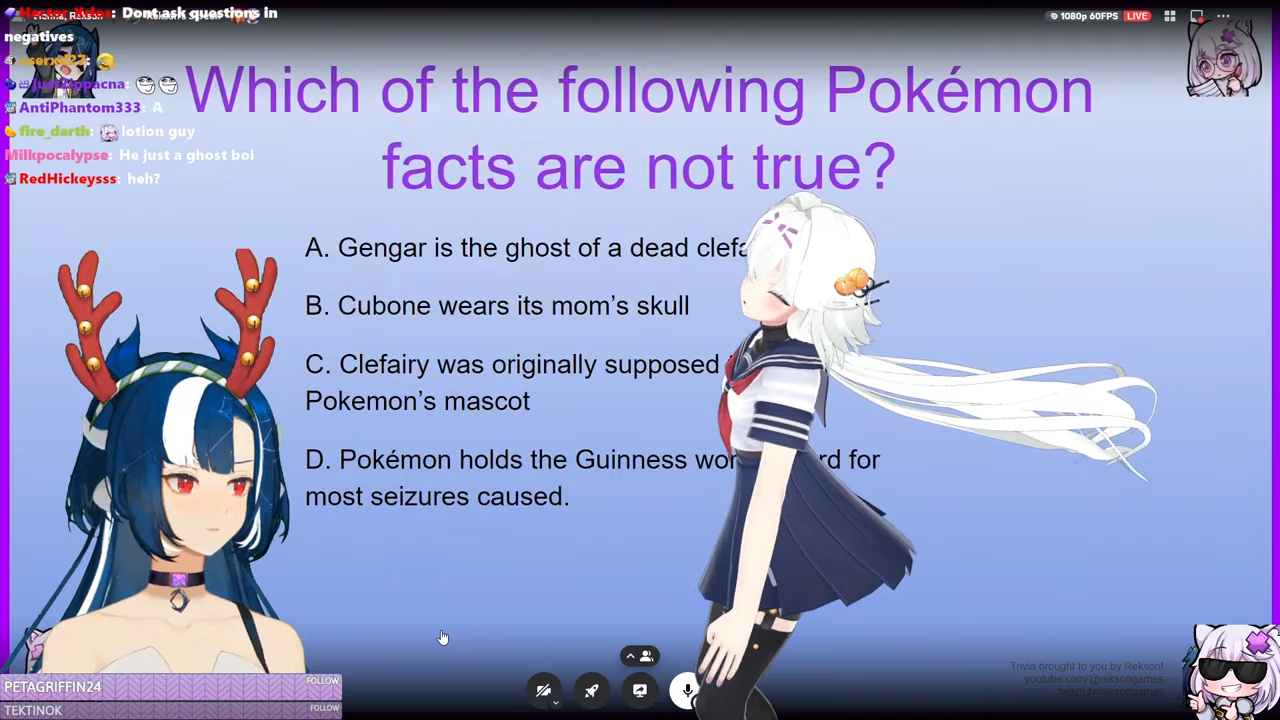 Dont ask questions in
negatives
1080p 60FPS
LIVE
Which of the following Pokémon
facts are not true?
AntiPhantom333: A
fire_darth: lotion guy
Milkpocalypse: He just a ghost boi
RedHickeysss: heh?
A. Gengar is the ghost of a dead
B. Cubone wears its mom's skull
C. Clefairy was originally supposed
Pokemon's mascot
D. Pokémon holds the Guinness for
most seizures caused.
Trivia brought to you by Rekson!
youtube.com/@reksongames
twitch.tv/reksongames
PETAGRIFFIN24
FOLLOW
TEKTINOK
FOLLOW